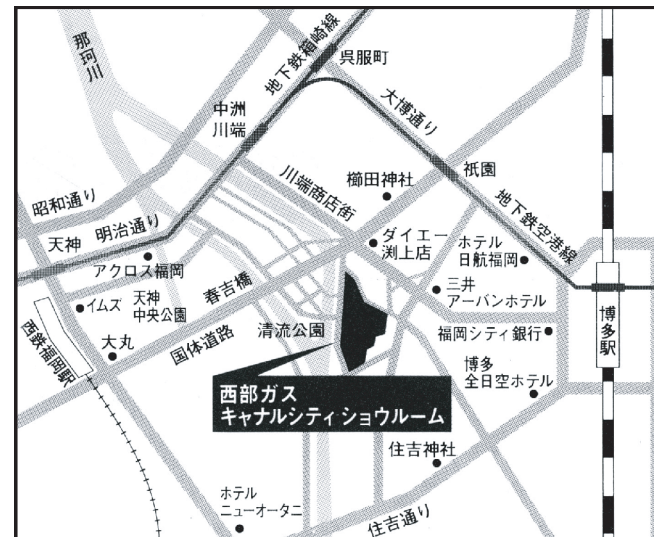 那珂川
地下鉄箱崎線
呉服町
中洲
川端
大博通り
川端商店街
櫛田神社
祇園
昭和通り
地下鉄空港線
天神
明治通り
アクロス福岡
ダイエー
渕上店
ホテル
日航福岡
春吉橋
イムズ
天神
中央公園
三井
アーバンホテル
西鉄福岡駅
大丸
国体道路
清流公園
福岡シティ銀行
博多駅
博多
全日空ホテル
西部ガス
キャナルシティショウルーム
住吉神社
ホテル
ニューオータニ
住吉通り